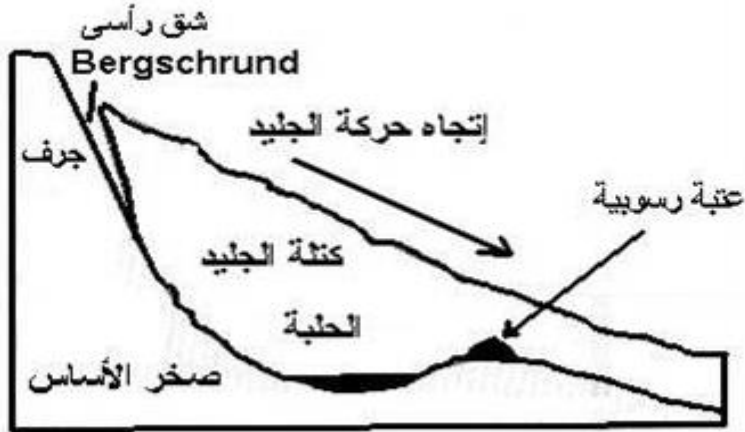 شق رأسى
Bergschrund
إتجاه حركة الجليد
جرف
عتبة رسوبية
كتلة الجليد
الحلبة
صخر الأساس